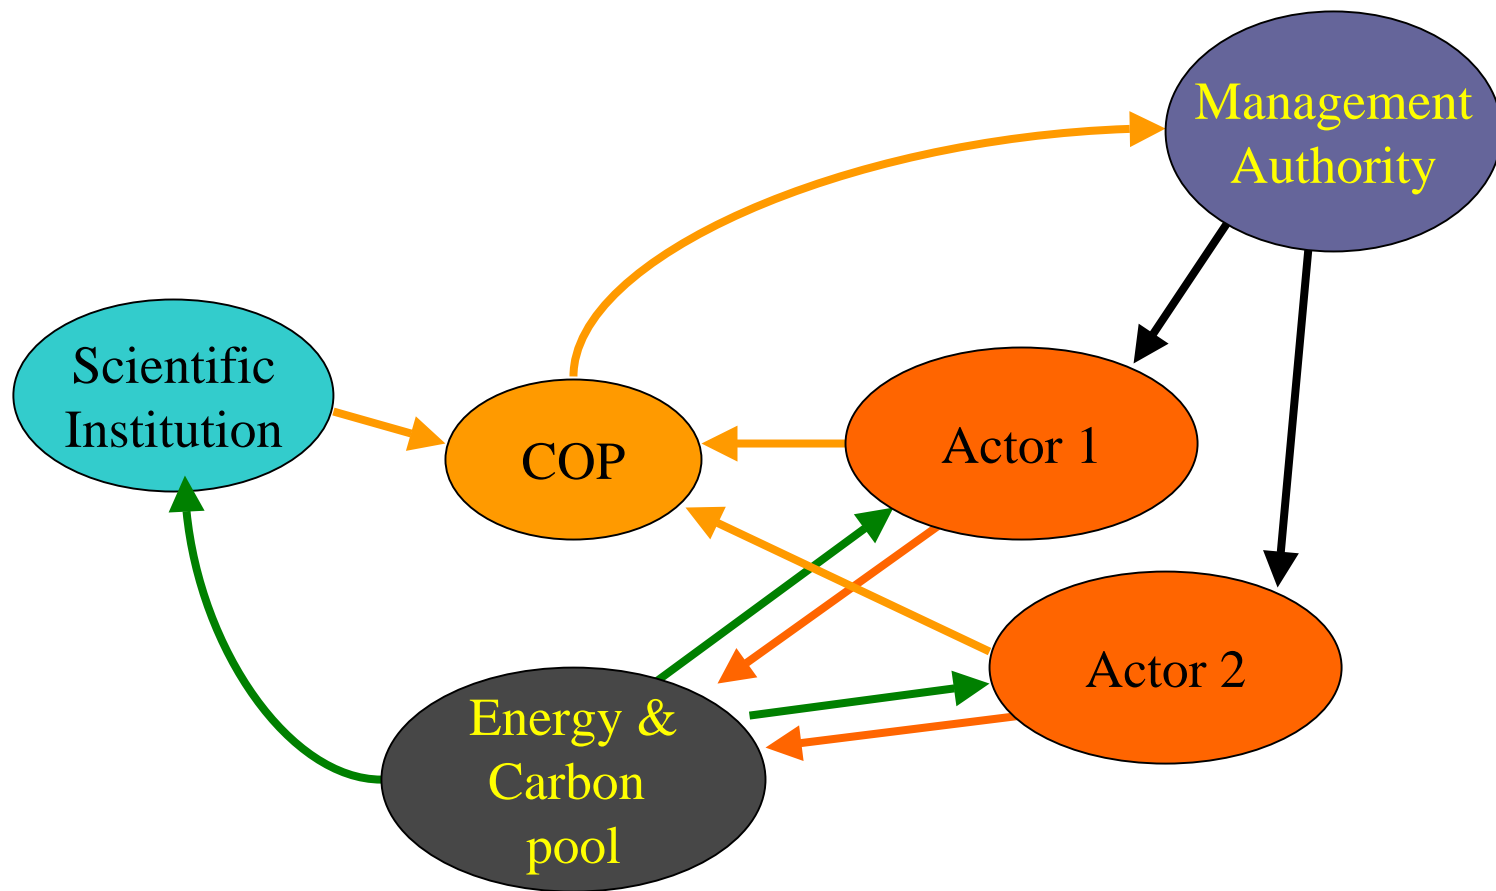 Management
Authority
Scientific
Institution
COP
Actor 1
Actor 2
Energy &
Carbon
pool